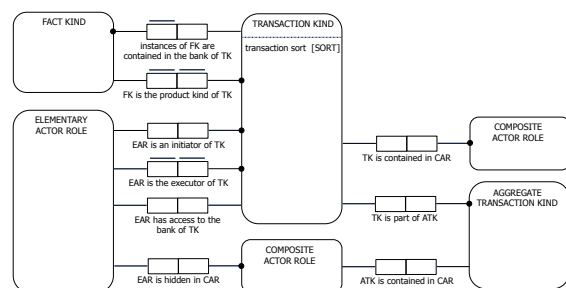 FACT KIND
TRANSACTION KIND
transaction sort [SORT]
instances of FK are
contained in the bank of TK
FK is the product kind of TK
ELEMENTARY
ACTOR ROLE
EAR is an initiator of TK
EAR is the executor of TK
EAR has access to the
bank of TK
EAR is hidden in CAR
COMPOSITE
ACTOR ROLE
TK is contained in CAR
COMPOSITE
ACTOR ROLE
TK is part of ATK
AGGREGATE
TRANSACTION KIND
ATK is contained in CAR